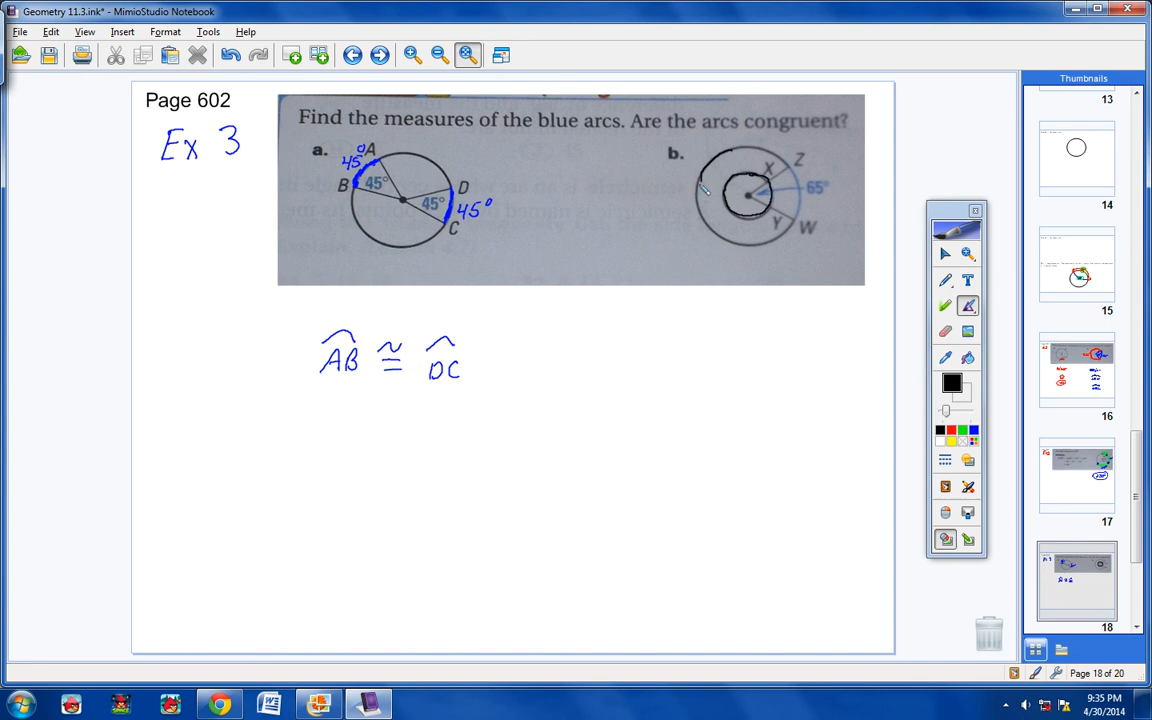 Geometry 11.3.ink* - MimioStudio Notebook
File Edit View Insert Format Tools Help
Thumbnails
Page 602
Ex 3
Find the measures of the blue arcs. Are the arcs congruent?
a.
A
45°
B
45°
D
45°
45°
C
b.
X
Z
65°
Y
W
AB ≅ DC
13
14
15
16
17
18
Page 18 of 20
9:35 PM
4/30/2014